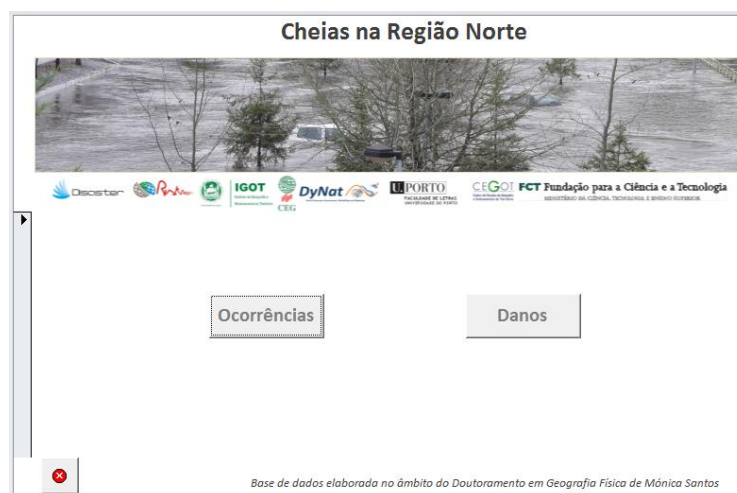 Cheias na Região Norte
Disaster
IGOT
CEG
DyNat
U.PORTO
FACULDADE DE LETRAS
UNIVERSIDADE DO PORTO
CEGOT
FCT Fundação para a Ciência e a Tecnologia
MINISTÉRIO DA CIÊNCIA, TECNOLOGIA E ENSINO SUPERIOR
Ocorrências
Danos
Base de dados elaborada no âmbito do Doutoramento em Geografia Física de Mónica Santos